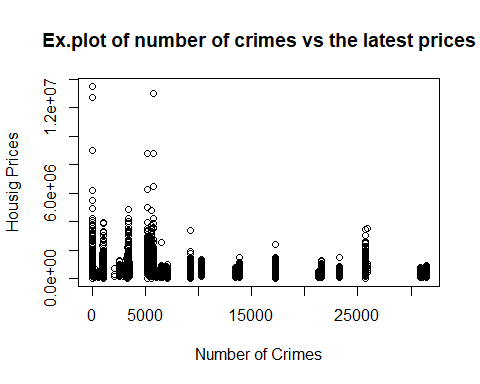 Ex.plot of number of crimes vs the latest prices
Housig Prices
1.2e+07
6.0e+06
0.0e+00
0 5000 15000 25000
Number of Crimes